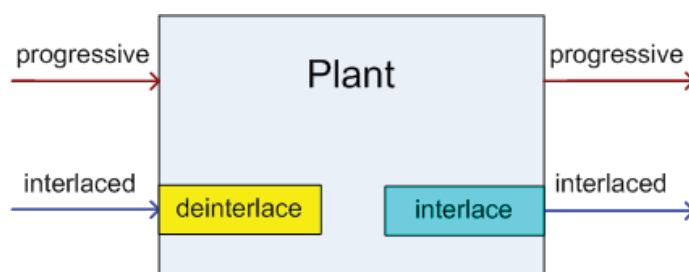 progressive
Plant
progressive
interlaced
deinterlace
interlace
interlaced